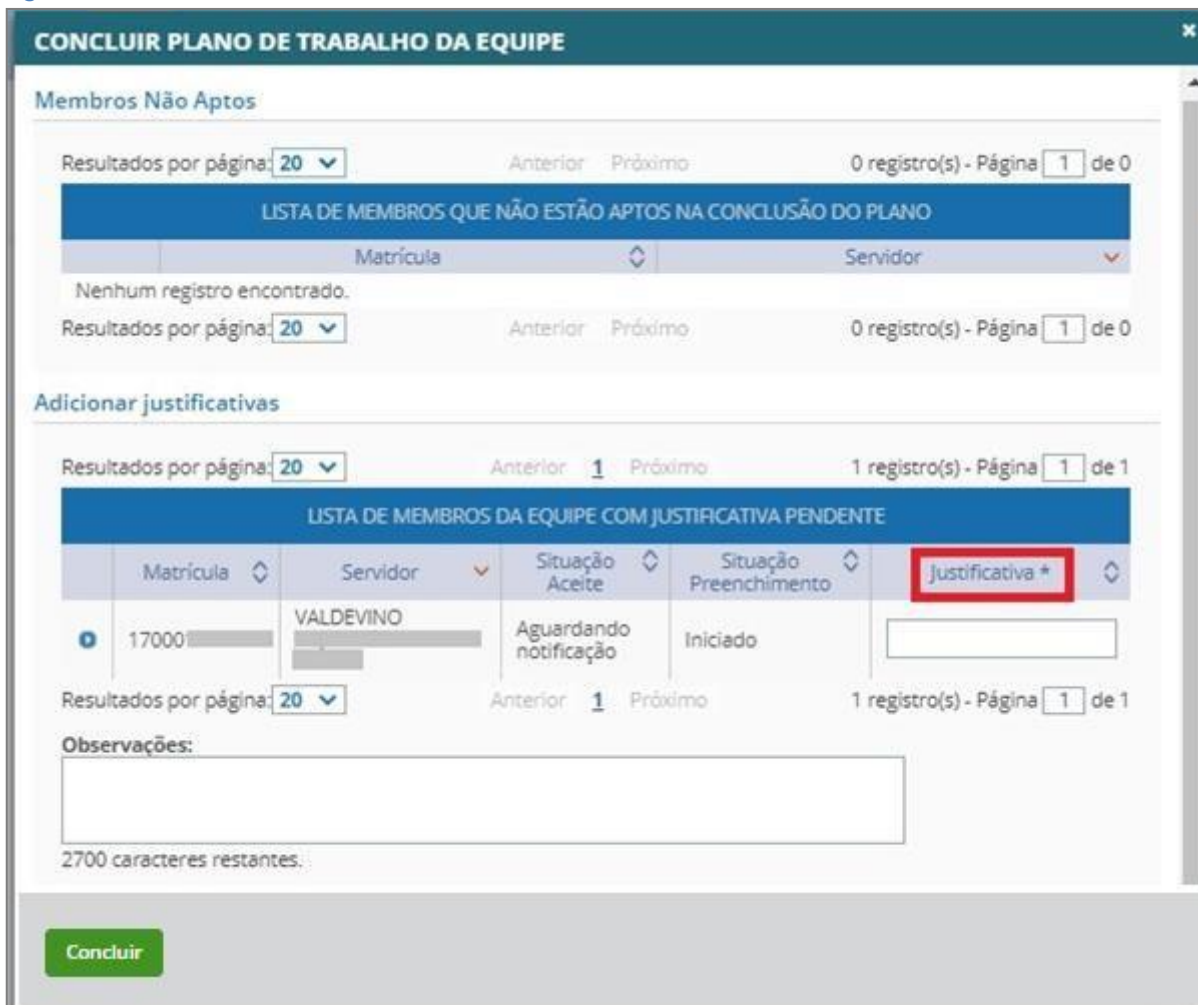 CONCLUIR PLANO DE TRABALHO DA EQUIPE ×
Membros Não Aptos
Resultados por página: 20 Anterior Próximo 0 registro(s) - Página 1 de 0
LISTA DE MEMBROS QUE NÃO ESTÃO APTOS NA CONCLUSÃO DO PLANO
Matrícula Servidor
Nenhum registro encontrado.
Resultados por página: 20 Anterior Próximo 0 registro(s) - Página 1 de 0
Adicionar justificativas
Resultados por página: 20 Anterior 1 Próximo 1 registro(s) - Página 1 de 1
LISTA DE MEMBROS DA EQUIPE COM JUSTIFICATIVA PENDENTE
Matrícula Servidor Situação Aceite Situação Preenchimento Justificativa *
17000 VALDEVINO Aguardando notificação Iniciado
Resultados por página: 20 Anterior 1 Próximo 1 registro(s) - Página 1 de 1
Observações:
2700 caracteres restantes.
Concluir